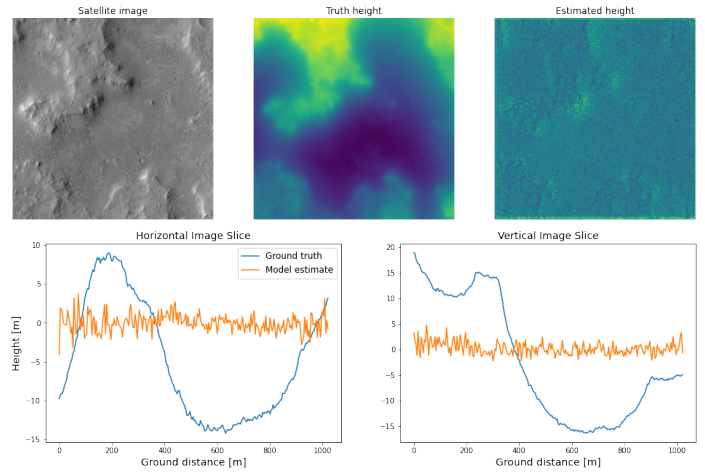 Satellite image
Truth height
Estimated height
Horizontal Image Slice
Vertical Image Slice
Ground truth
Model estimate
Height [m]
10
5
0
−5
−10
−15
0
200
400
600
800
1000
Ground distance [m]
20
15
10
5
0
−5
−10
−15
0
200
400
600
800
1000
Ground distance [m]